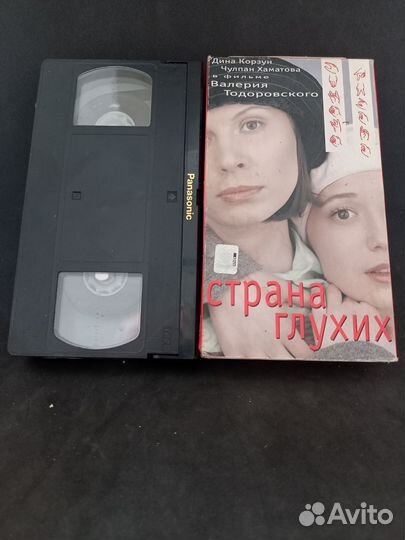 Дина Корзун
Чулпан Хаматова
в фильме
Валерия
Тодоровского
страна
глухих
Panasonic
Avito